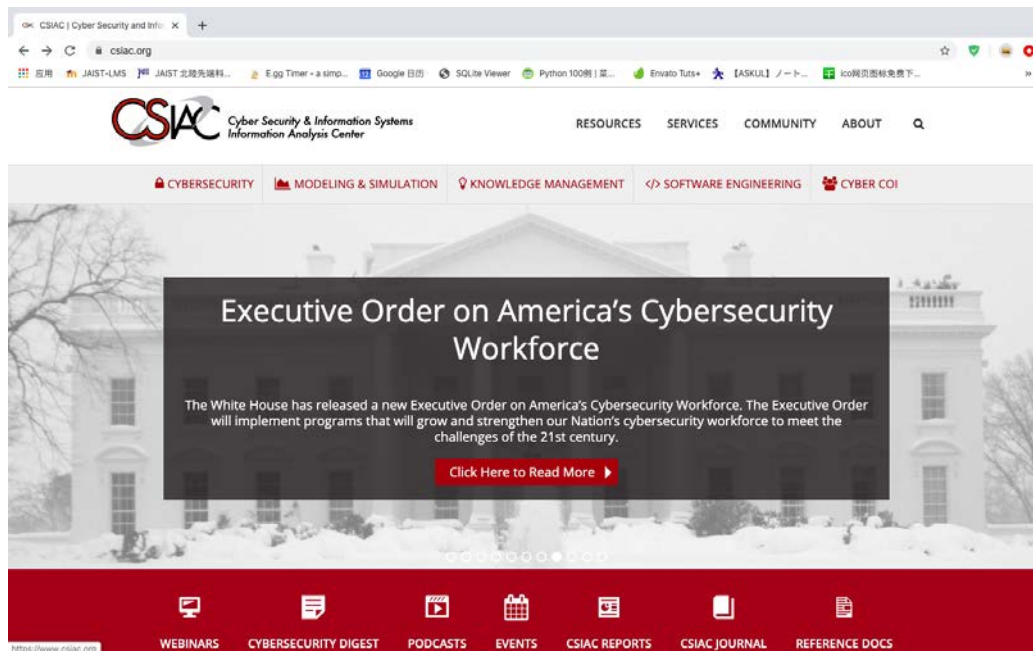 CSIAC | Cyber Security and Infor
csiac.org
应用 JAIST-LMS JAIST 北陸先端科... E.gg Timer - a simp... Google 日历 SQLite Viewer Python 100例 | 菜... Envato Tuts+ 【ASKUL】ノート... ico网页图标免费下... »
CSIAC Cyber Security & Information Systems
Information Analysis Center
RESOURCES SERVICES COMMUNITY ABOUT
CYBERSECURITY MODELING & SIMULATION KNOWLEDGE MANAGEMENT </> SOFTWARE ENGINEERING CYBER COI
Executive Order on America's Cybersecurity
Workforce
The White House has released a new Executive Order on America's Cybersecurity Workforce. The Executive Order
will implement programs that will grow and strengthen our Nation's cybersecurity workforce to meet the
challenges of the 21st century.
Click Here to Read More
WEBINARS CYBERSECURITY DIGEST PODCASTS EVENTS CSIAC REPORTS CSIAC JOURNAL REFERENCE DOCS
https://www.csiac.org